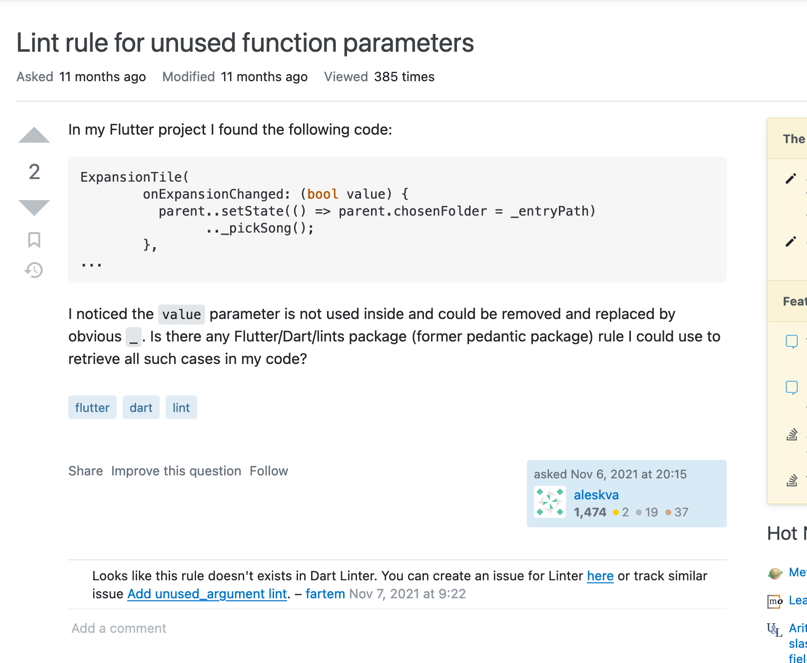 Lint rule for unused function parameters
Asked 11 months ago Modified 11 months ago Viewed 385 times
In my Flutter project I found the following code:
2
ExpansionTile(
onExpansionChanged: (bool value) {
parent..setState(() => parent.chosenFolder = _entryPath)
.._pickSong();
},
...
I noticed the value parameter is not used inside and could be removed and replaced by
obvious _. Is there any Flutter/Dart/lints package (former pedantic package) rule I could use to
retrieve all such cases in my code?
flutter dart lint
Share Improve this question Follow
asked Nov 6, 2021 at 20:15
aleskva
1,474 2 19 37
Looks like this rule doesn't exists in Dart Linter. You can create an issue for Linter here or track similar
issue Add unused_argument lint. – fartem Nov 7, 2021 at 9:22
Add a comment
The
Feat
Hot
mo